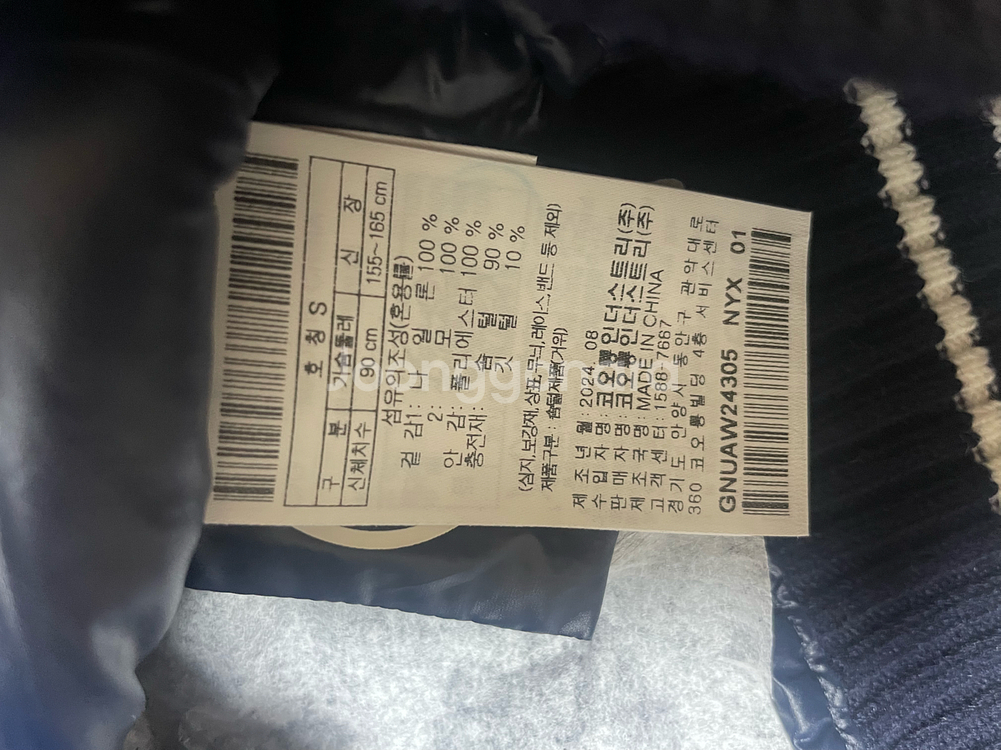 호 칭 S
구 분 가슴둘레 신 장
신체치수 90 cm 155~165 cm
섬유의조성(혼용률)
겉 감1: 나 일 론 100 %
2: 모 100 %
안 감: 폴리에스터 100 %
충전재: 솜 털 90 %
깃 털 10 %
(심지,보강재,상표,무늬,레이스,밴드 등 제외)
제품구분 : 솜털제품(거위)
제 조 년 월 : 2024. 08
수 입 자 명 : 코오롱인더스트리(주)
판 매 자 명 : 코오롱인더스트리(주)
제 조 국 명 : MADE IN CHINA
고 객 센 터 : 1588-7667
경 기 도 안 양 시 동 안 구 관 악 대 로
360 코 오 롱 빌 딩 4층 서 비 스 센 터
GNUAW24305 NYX 01